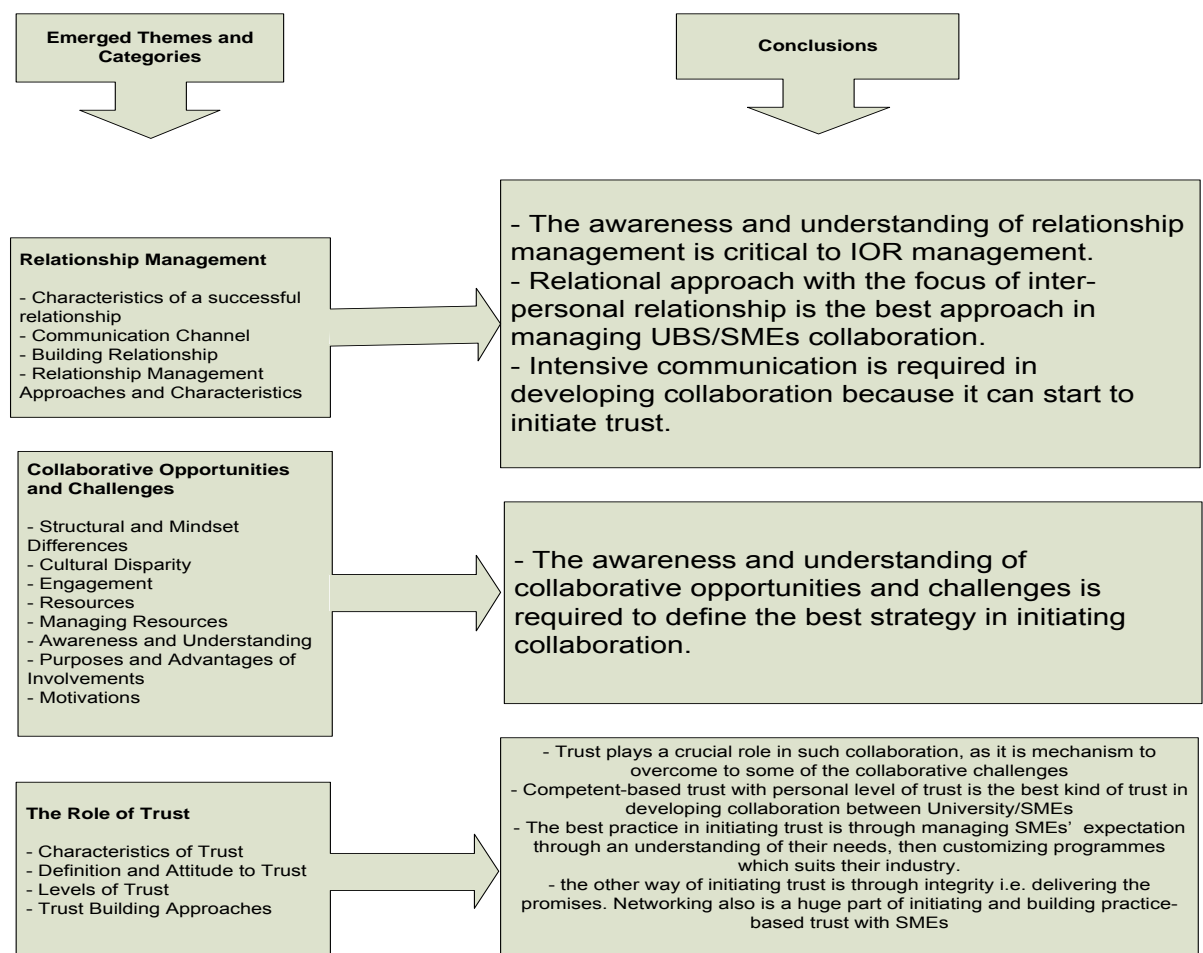 Emerged Themes and
Categories
Conclusions
Relationship Management
- Characteristics of a successful
relationship
- Communication Channel
- Building Relationship
- Relationship Management
Approaches and Characteristics
- The awareness and understanding of relationship
management is critical to IOR management.
- Relational approach with the focus of inter-
personal relationship is the best approach in
managing UBS/SMEs collaboration.
- Intensive communication is required in
developing collaboration because it can start to
initiate trust.
Collaborative Opportunities
and Challenges
- Structural and Mindset
Differences
- Cultural Disparity
- Engagement
- Resources
- Managing Resources
- Awareness and Understanding
- Purposes and Advantages of
Involvements
- Motivations
- The awareness and understanding of
collaborative opportunities and challenges is
required to define the best strategy in initiating
collaboration.
The Role of Trust
- Characteristics of Trust
- Definition and Attitude to Trust
- Levels of Trust
- Trust Building Approaches
- Trust plays a crucial role in such collaboration, as it is mechanism to
overcome to some of the collaborative challenges
- Competent-based trust with personal level of trust is the best kind of trust in
developing collaboration between University/SMEs
- The best practice in initiating trust is through managing SMEs' expectation
through an understanding of their needs, then customizing programmes
which suits their industry.
- the other way of initiating trust is through integrity i.e. delivering the
promises. Networking also is a huge part of initiating and building practice-
based trust with SMEs